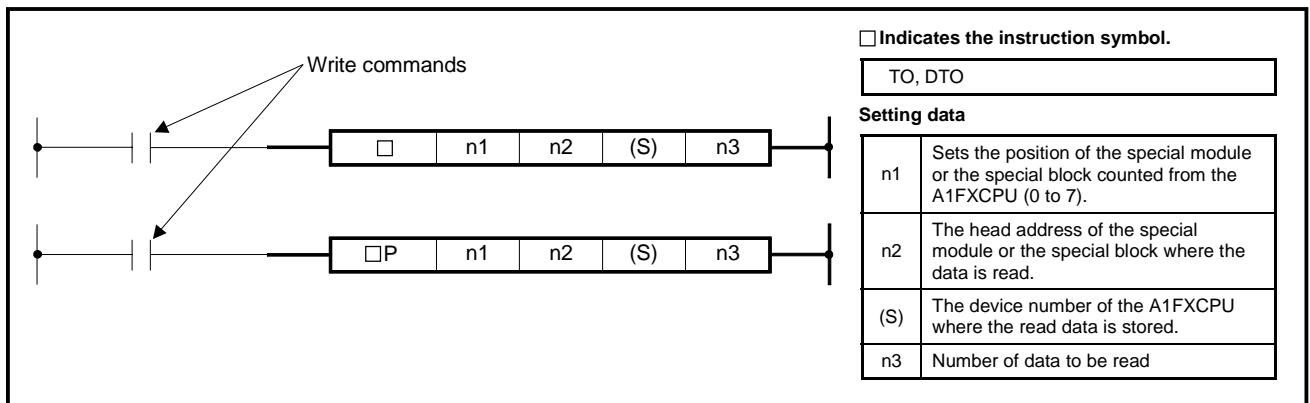 Write commands
□ n1 n2 (S) n3
□P n1 n2 (S) n3
□ Indicates the instruction symbol.
TO, DTO
Setting data
n1 Sets the position of the special module
or the special block counted from the
A1FXCPU (0 to 7).
n2 The head address of the special
module or the special block where the
data is read.
(S) The device number of the A1FXCPU
where the read data is stored.
n3 Number of data to be read